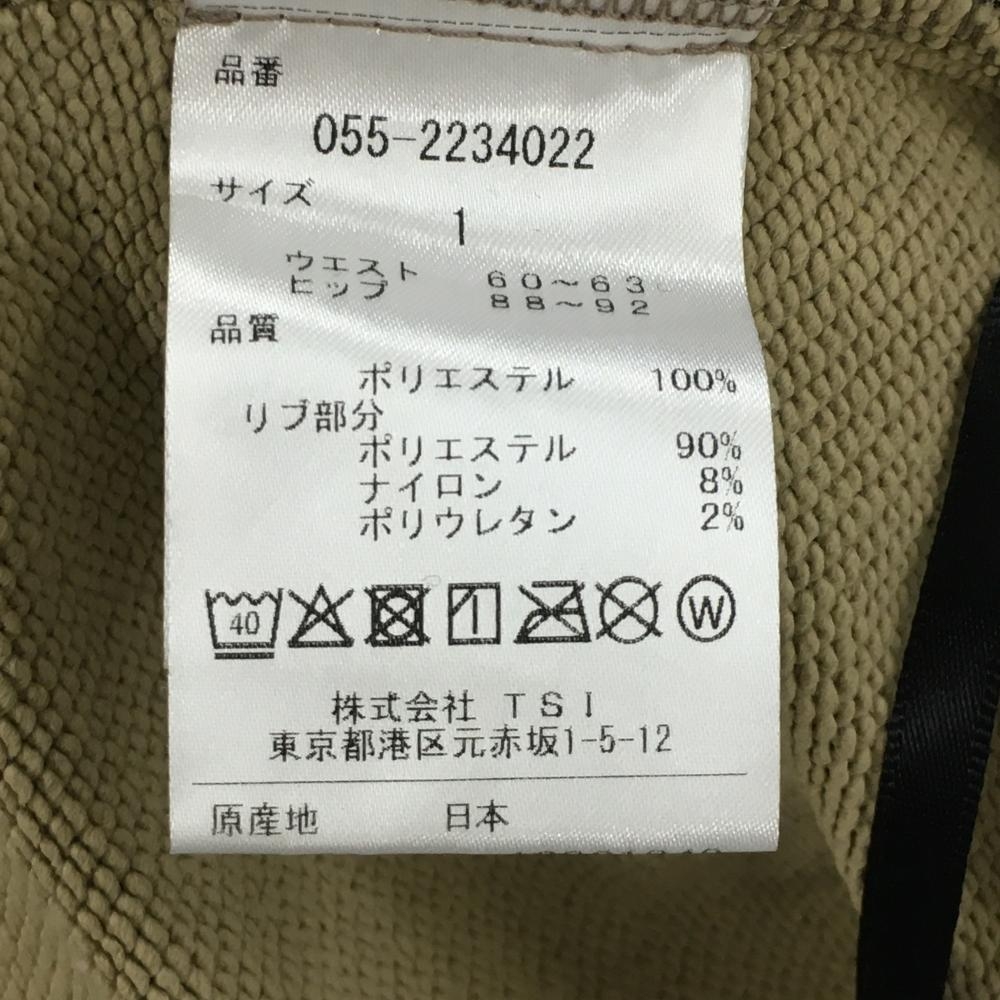 品番
055-2234022
サイズ
1
ウエスト 60～63
ヒップ 88～92
品質
ポリエステル 100%
リブ部分
ポリエステル 90%
ナイロン 8%
ポリウレタン 2%
40 W
株式会社 TSI
東京都港区元赤坂1-5-12
原産地 日本